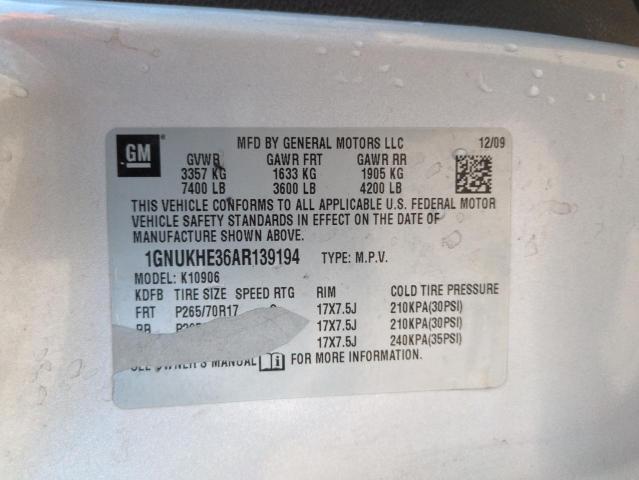 GM
MFD BY GENERAL MOTORS LLC 12/09
GVWR GAWR FRT GAWR RR
3357 KG 1633 KG 1905 KG
7400 LB 3600 LB 4200 LB
THIS VEHICLE CONFORMS TO ALL APPLICABLE U.S. FEDERAL MOTOR
VEHICLE SAFETY STANDARDS IN EFFECT ON THE DATE OF
MANUFACTURE SHOWN ABOVE.
1GNUKHE36AR139194 TYPE: M.P.V.
MODEL: K10906
KDFB TIRE SIZE SPEED RTG RIM COLD TIRE PRESSURE
FRT P265/70R17 17X7.5J 210KPA(30PSI)
RR 17X7.5J 210KPA(30PSI)
17X7.5J 240KPA(35PSI)
SEE OWNER'S MANUAL FOR MORE INFORMATION.